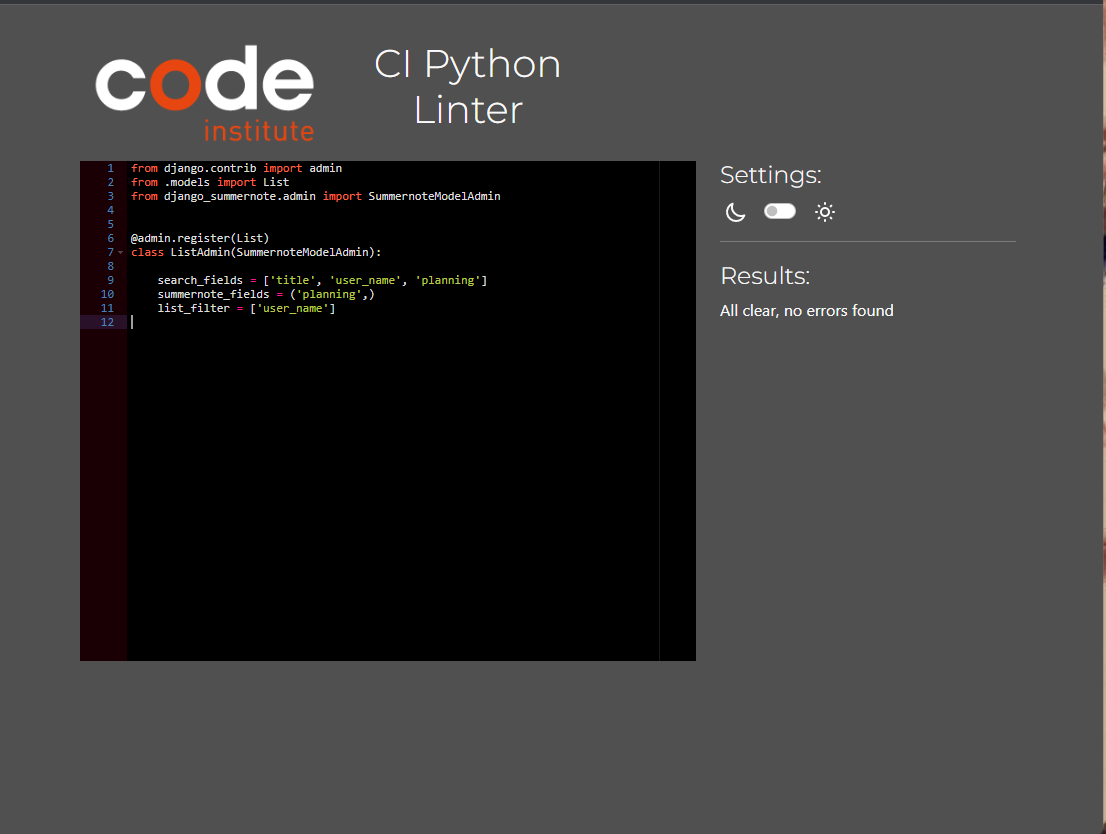 code
institute
CI Python
Linter
1 from django.contrib import admin
2 from .models import List
3 from django_summernote.admin import SummernoteModelAdmin
4
5
6 @admin.register(List)
7 class ListAdmin(SummernoteModelAdmin):
8
9     search_fields = ['title', 'user_name', 'planning']
10     summernote_fields = ('planning',)
11     list_filter = ['user_name']
12
Settings:
Results:
All clear, no errors found